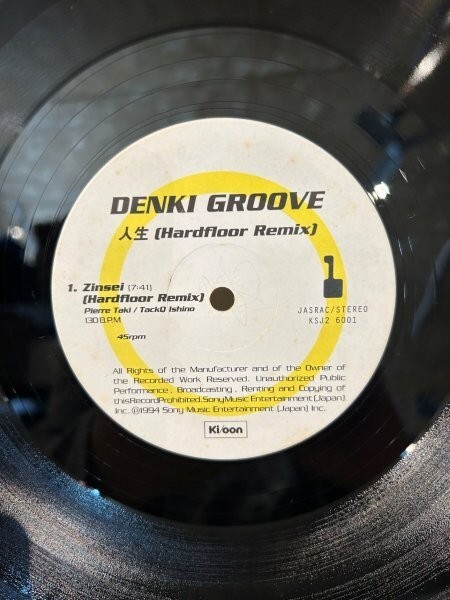 DENKI GROOVE
人生 (Hardfloor Remix)
1. Zinsei [7:41]
(Hardfloor Remix)
Pierre Taki / TackQ Ishino
130 B.P.M
45rpm
1
JASRAC/STEREO
KSJ2 6001
All Rights of the Manufacturer and of the Owner of
the Recorded Work Reserved. Unauthorized Public
Performance. Broadcasting. Renting and Copying of
thisRecordProhibited.SonyMusic Entertainment (Japan)
Inc. ℗1994 Sony Music Entertainment (Japan) Inc.
Ki/oon